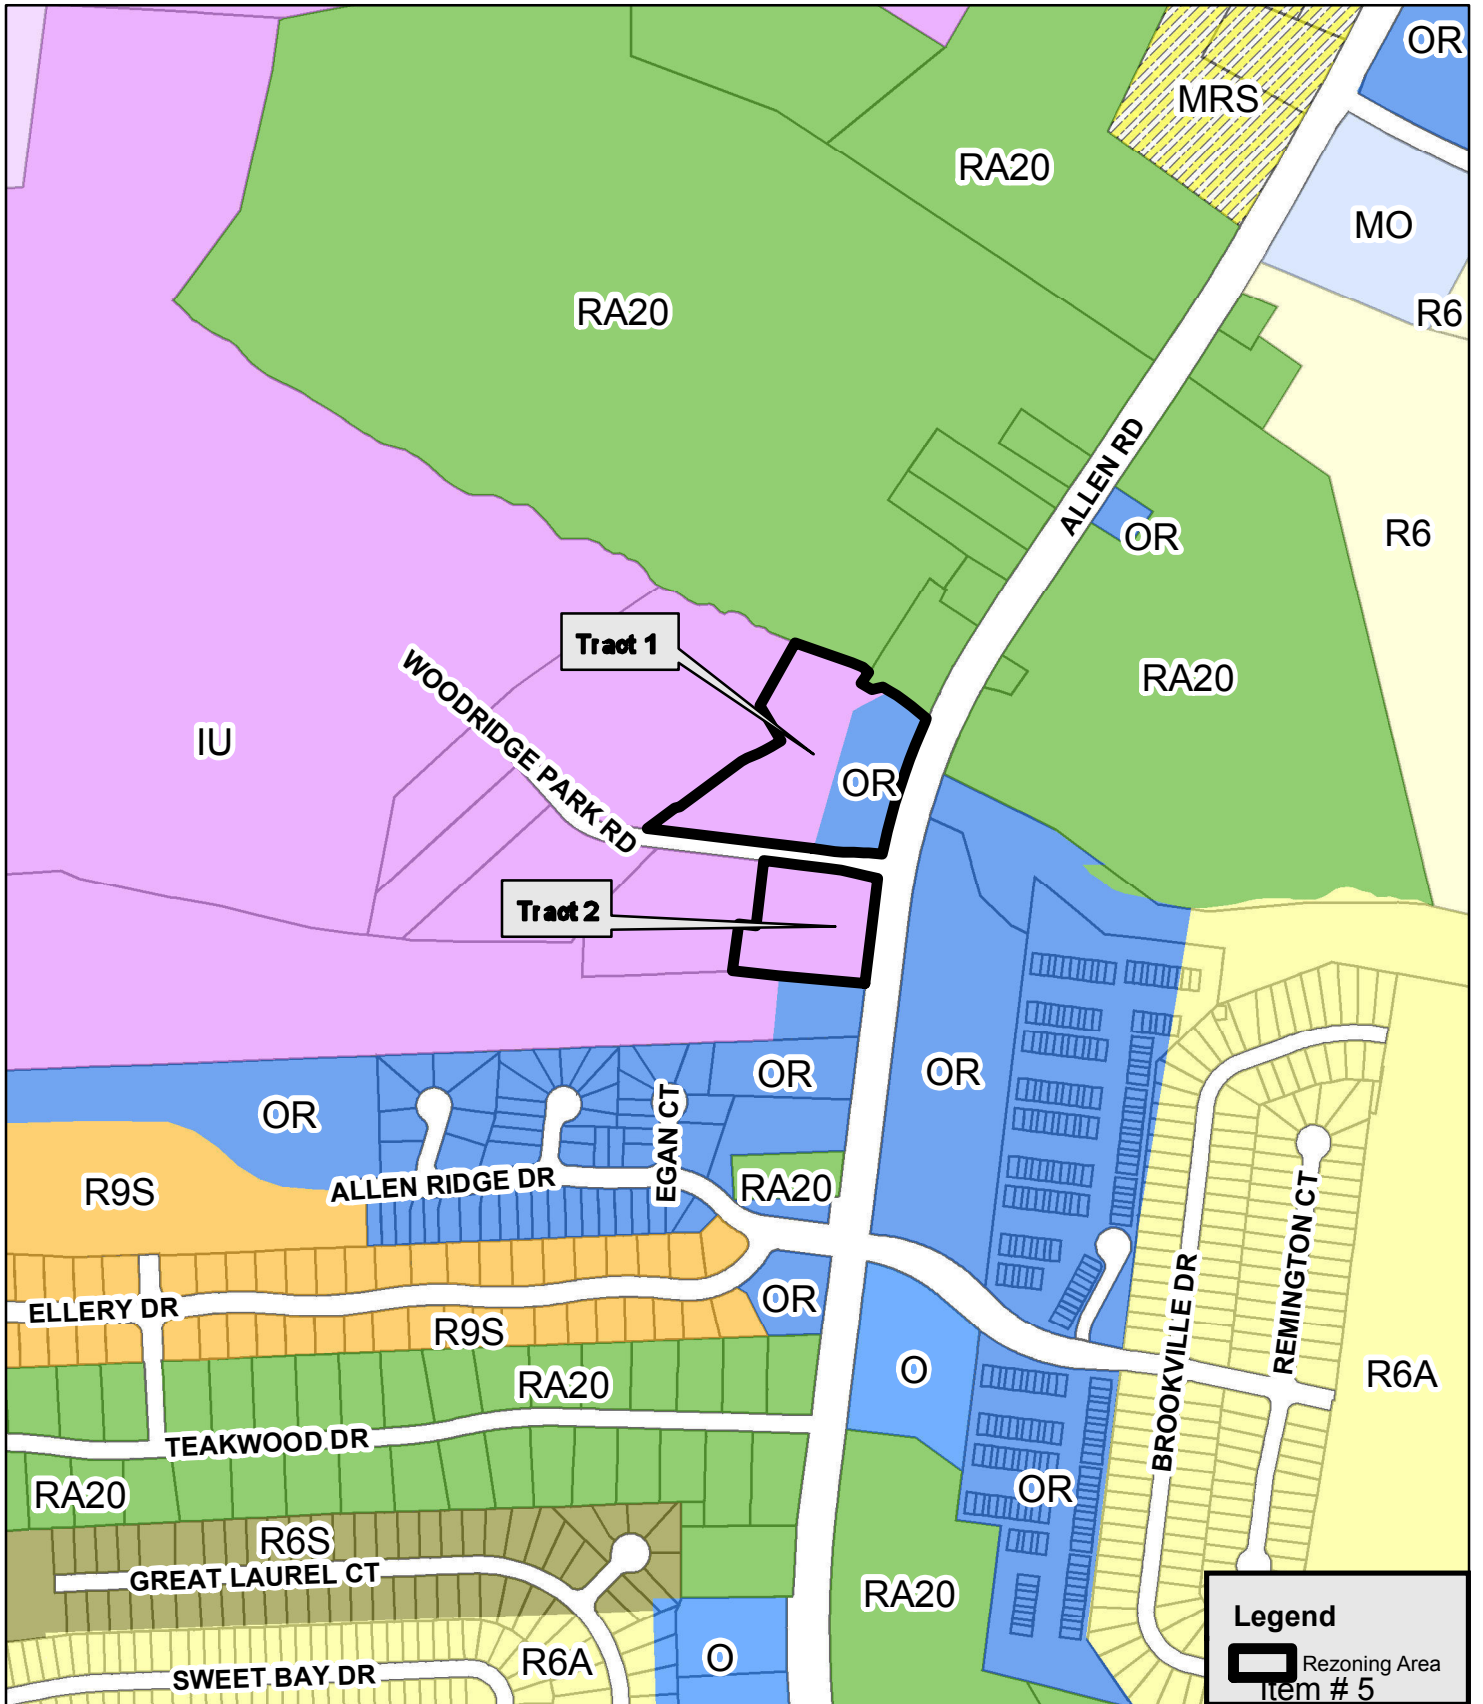 OR
MRS
RA20
MO
RA20
R6
ALLEN RD
OR
R6
Tract 1
RA20
WOODRIDGE PARK RD
IU
OR
Tract 2
OR
OR
OR
EGAN CT
ALLEN RIDGE DR
R9S
RA20
REMINGTON CT
BROOKVILLE DR
ELLERY DR
OR
R9S
O
R6A
RA20
TEAKWOOD DR
RA20
OR
R6S
GREAT LAUREL CT
RA20
R6A
O
SWEET BAY DR
Legend
Rezoning Area
Item # 5